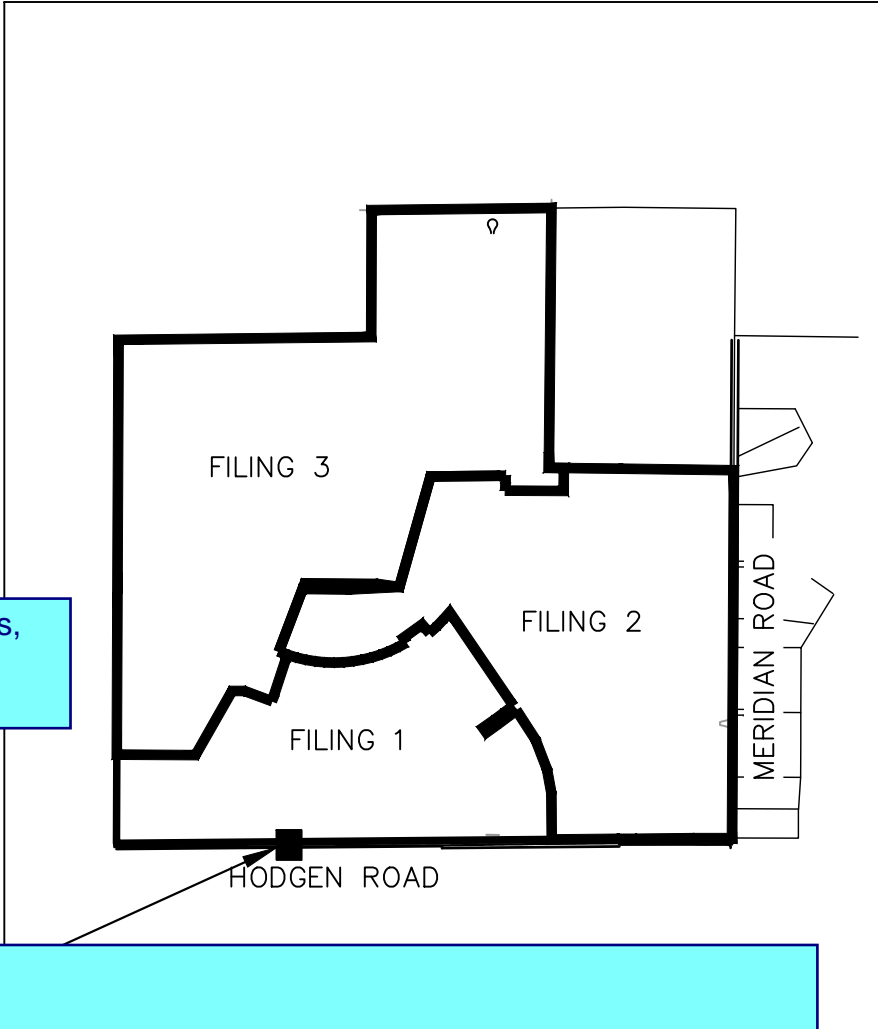 FILING 3
s,
FILING 2
MERIDIAN ROAD
FILING 1
HODGEN ROAD